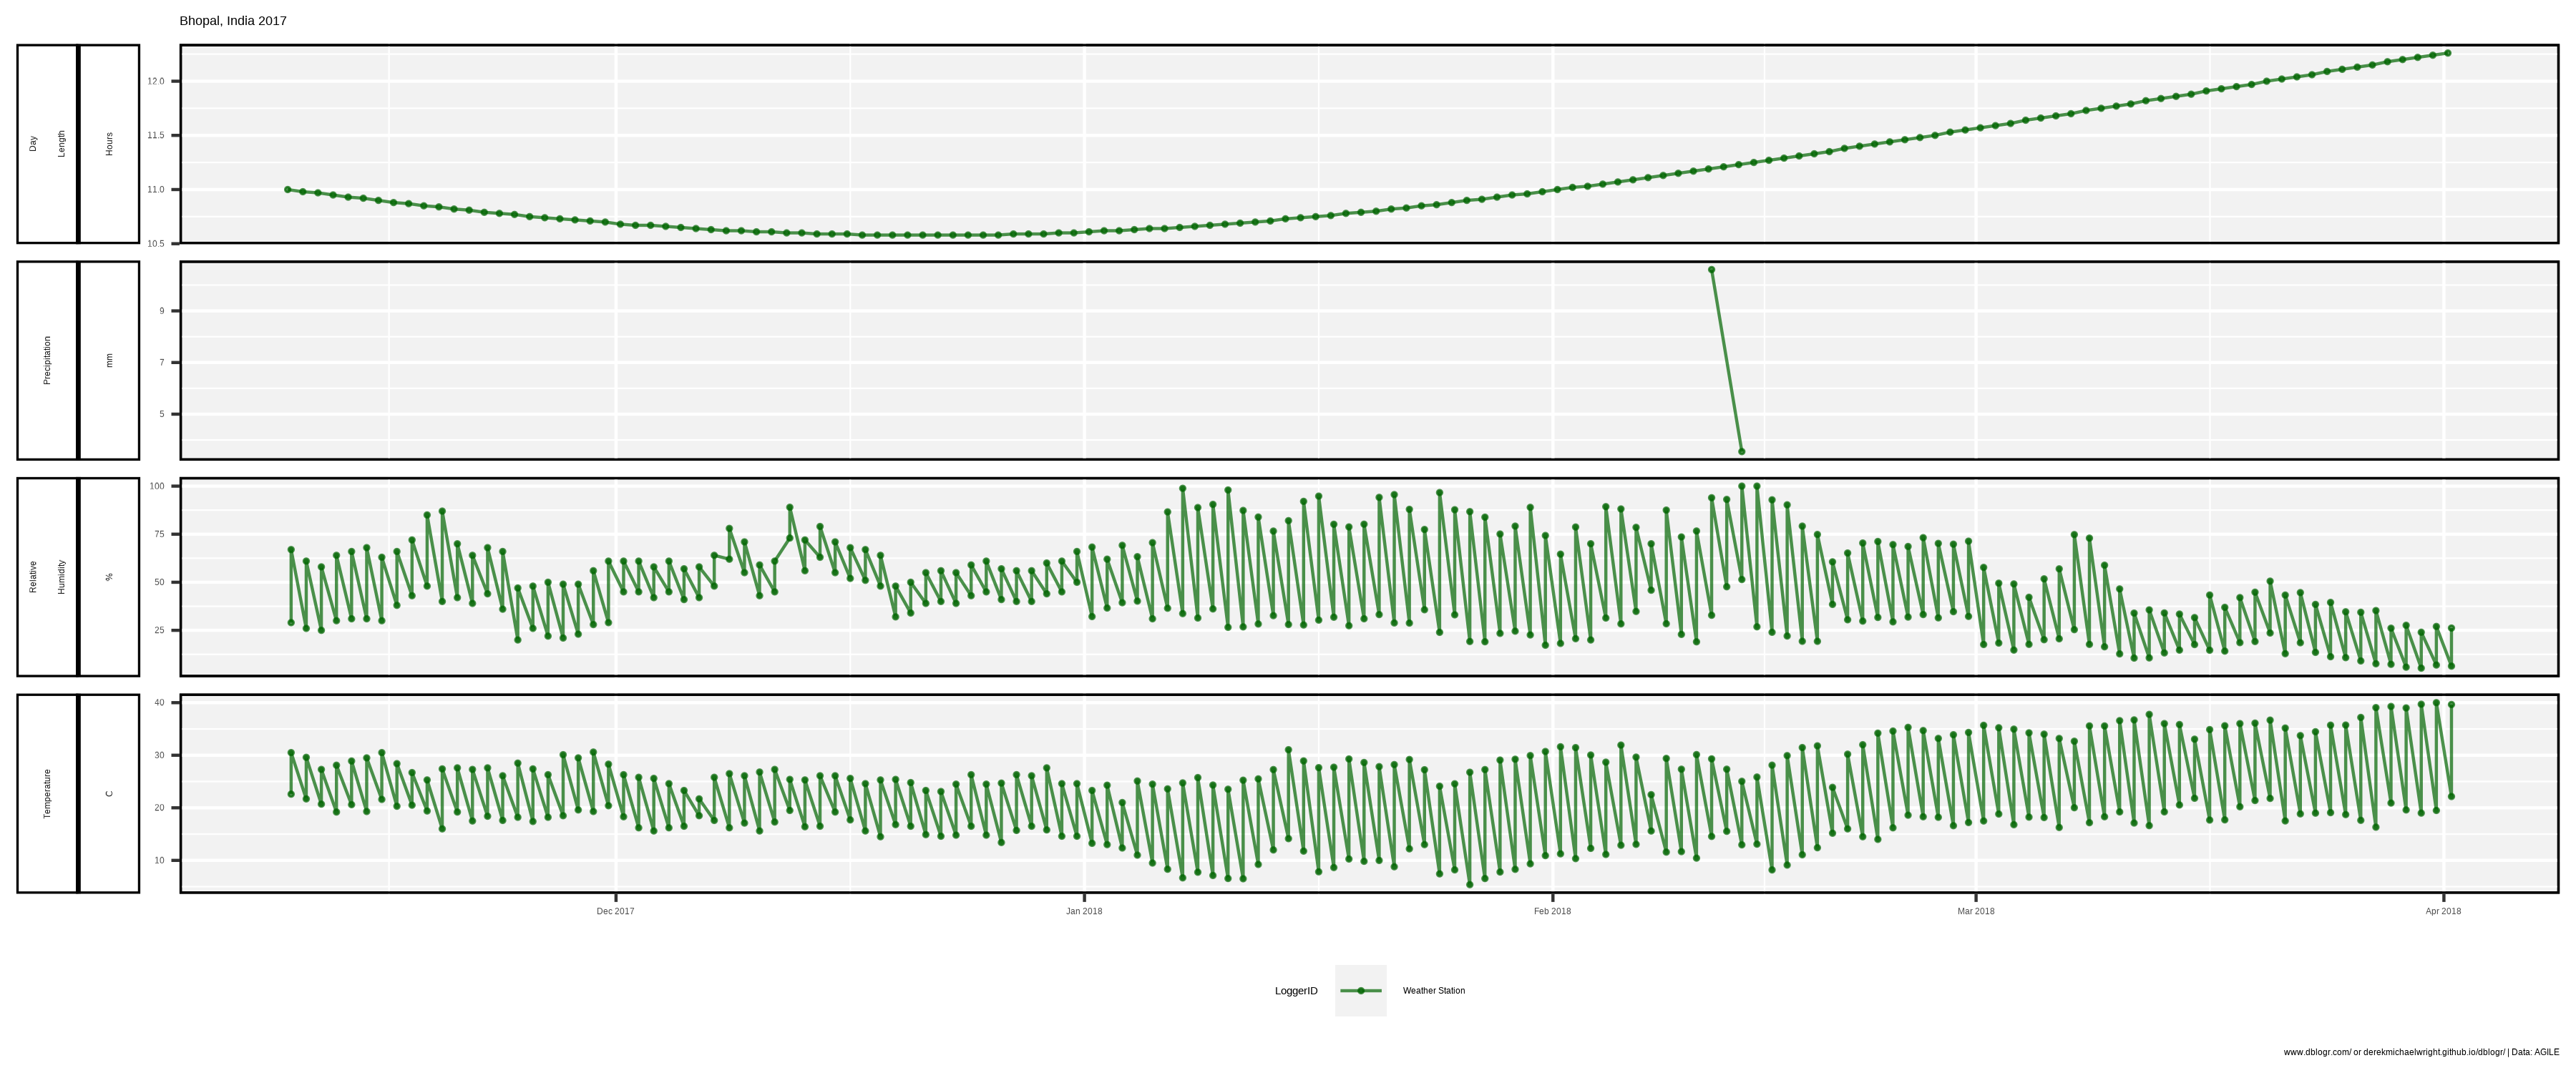 Bhopal, India 2017
Day
Length
Hours
12.0
11.5
11.0
10.5
Precipitation
mm
9
7
5
Relative
Humidity
%
100
75
50
25
Temperature
C
40
30
20
10
Dec 2017
Jan 2018
Feb 2018
Mar 2018
Apr 2018
LoggerID
Weather Station
www.dblogr.com/ or derekmichaelwright.github.io/dblogr/ | Data: AGILE